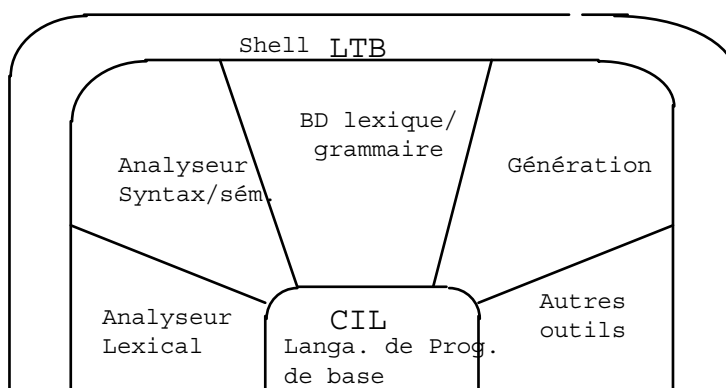 Shell LTB
BD lexique/
grammaire
Analyseur
Syntax/sém.
Génération
Analyseur
Lexical
CIL
Langa. de Prog.
de base
Autres
outils